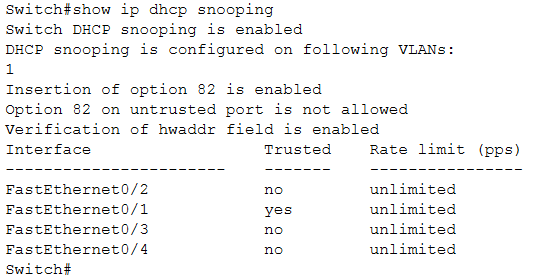 Switch#show ip dhcp snooping
Switch DHCP snooping is enabled
DHCP snooping is configured on following VLANs:
1
Insertion of option 82 is enabled
Option 82 on untrusted port is not allowed
Verification of hwaddr field is enabled
Interface                  Trusted    Rate limit (pps)
-----------------------    -------    ----------------
FastEthernet0/2            no         unlimited
FastEthernet0/1            yes        unlimited
FastEthernet0/3            no         unlimited
FastEthernet0/4            no         unlimited
Switch#